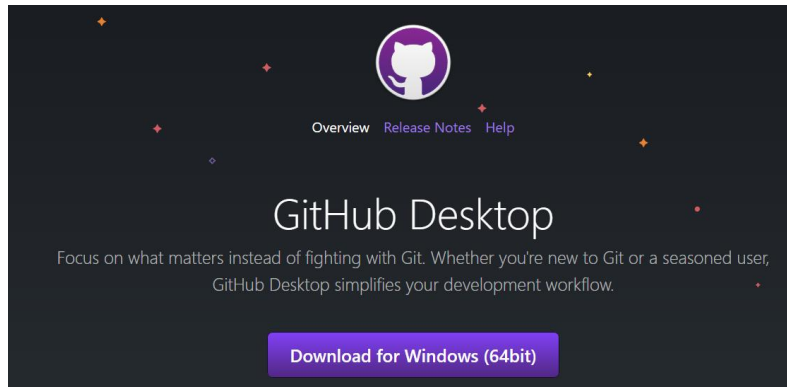 Overview Release Notes Help
GitHub Desktop
Focus on what matters instead of fighting with Git. Whether you're new to Git or a seasoned user,
GitHub Desktop simplifies your development workflow.
Download for Windows (64bit)